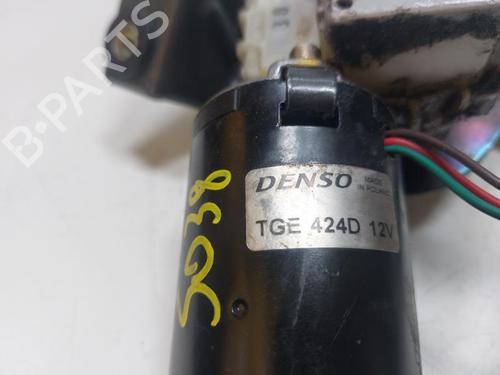 B-PARTS
DENSO
MADE
IN POLAND
TGE 424D 12V
5038